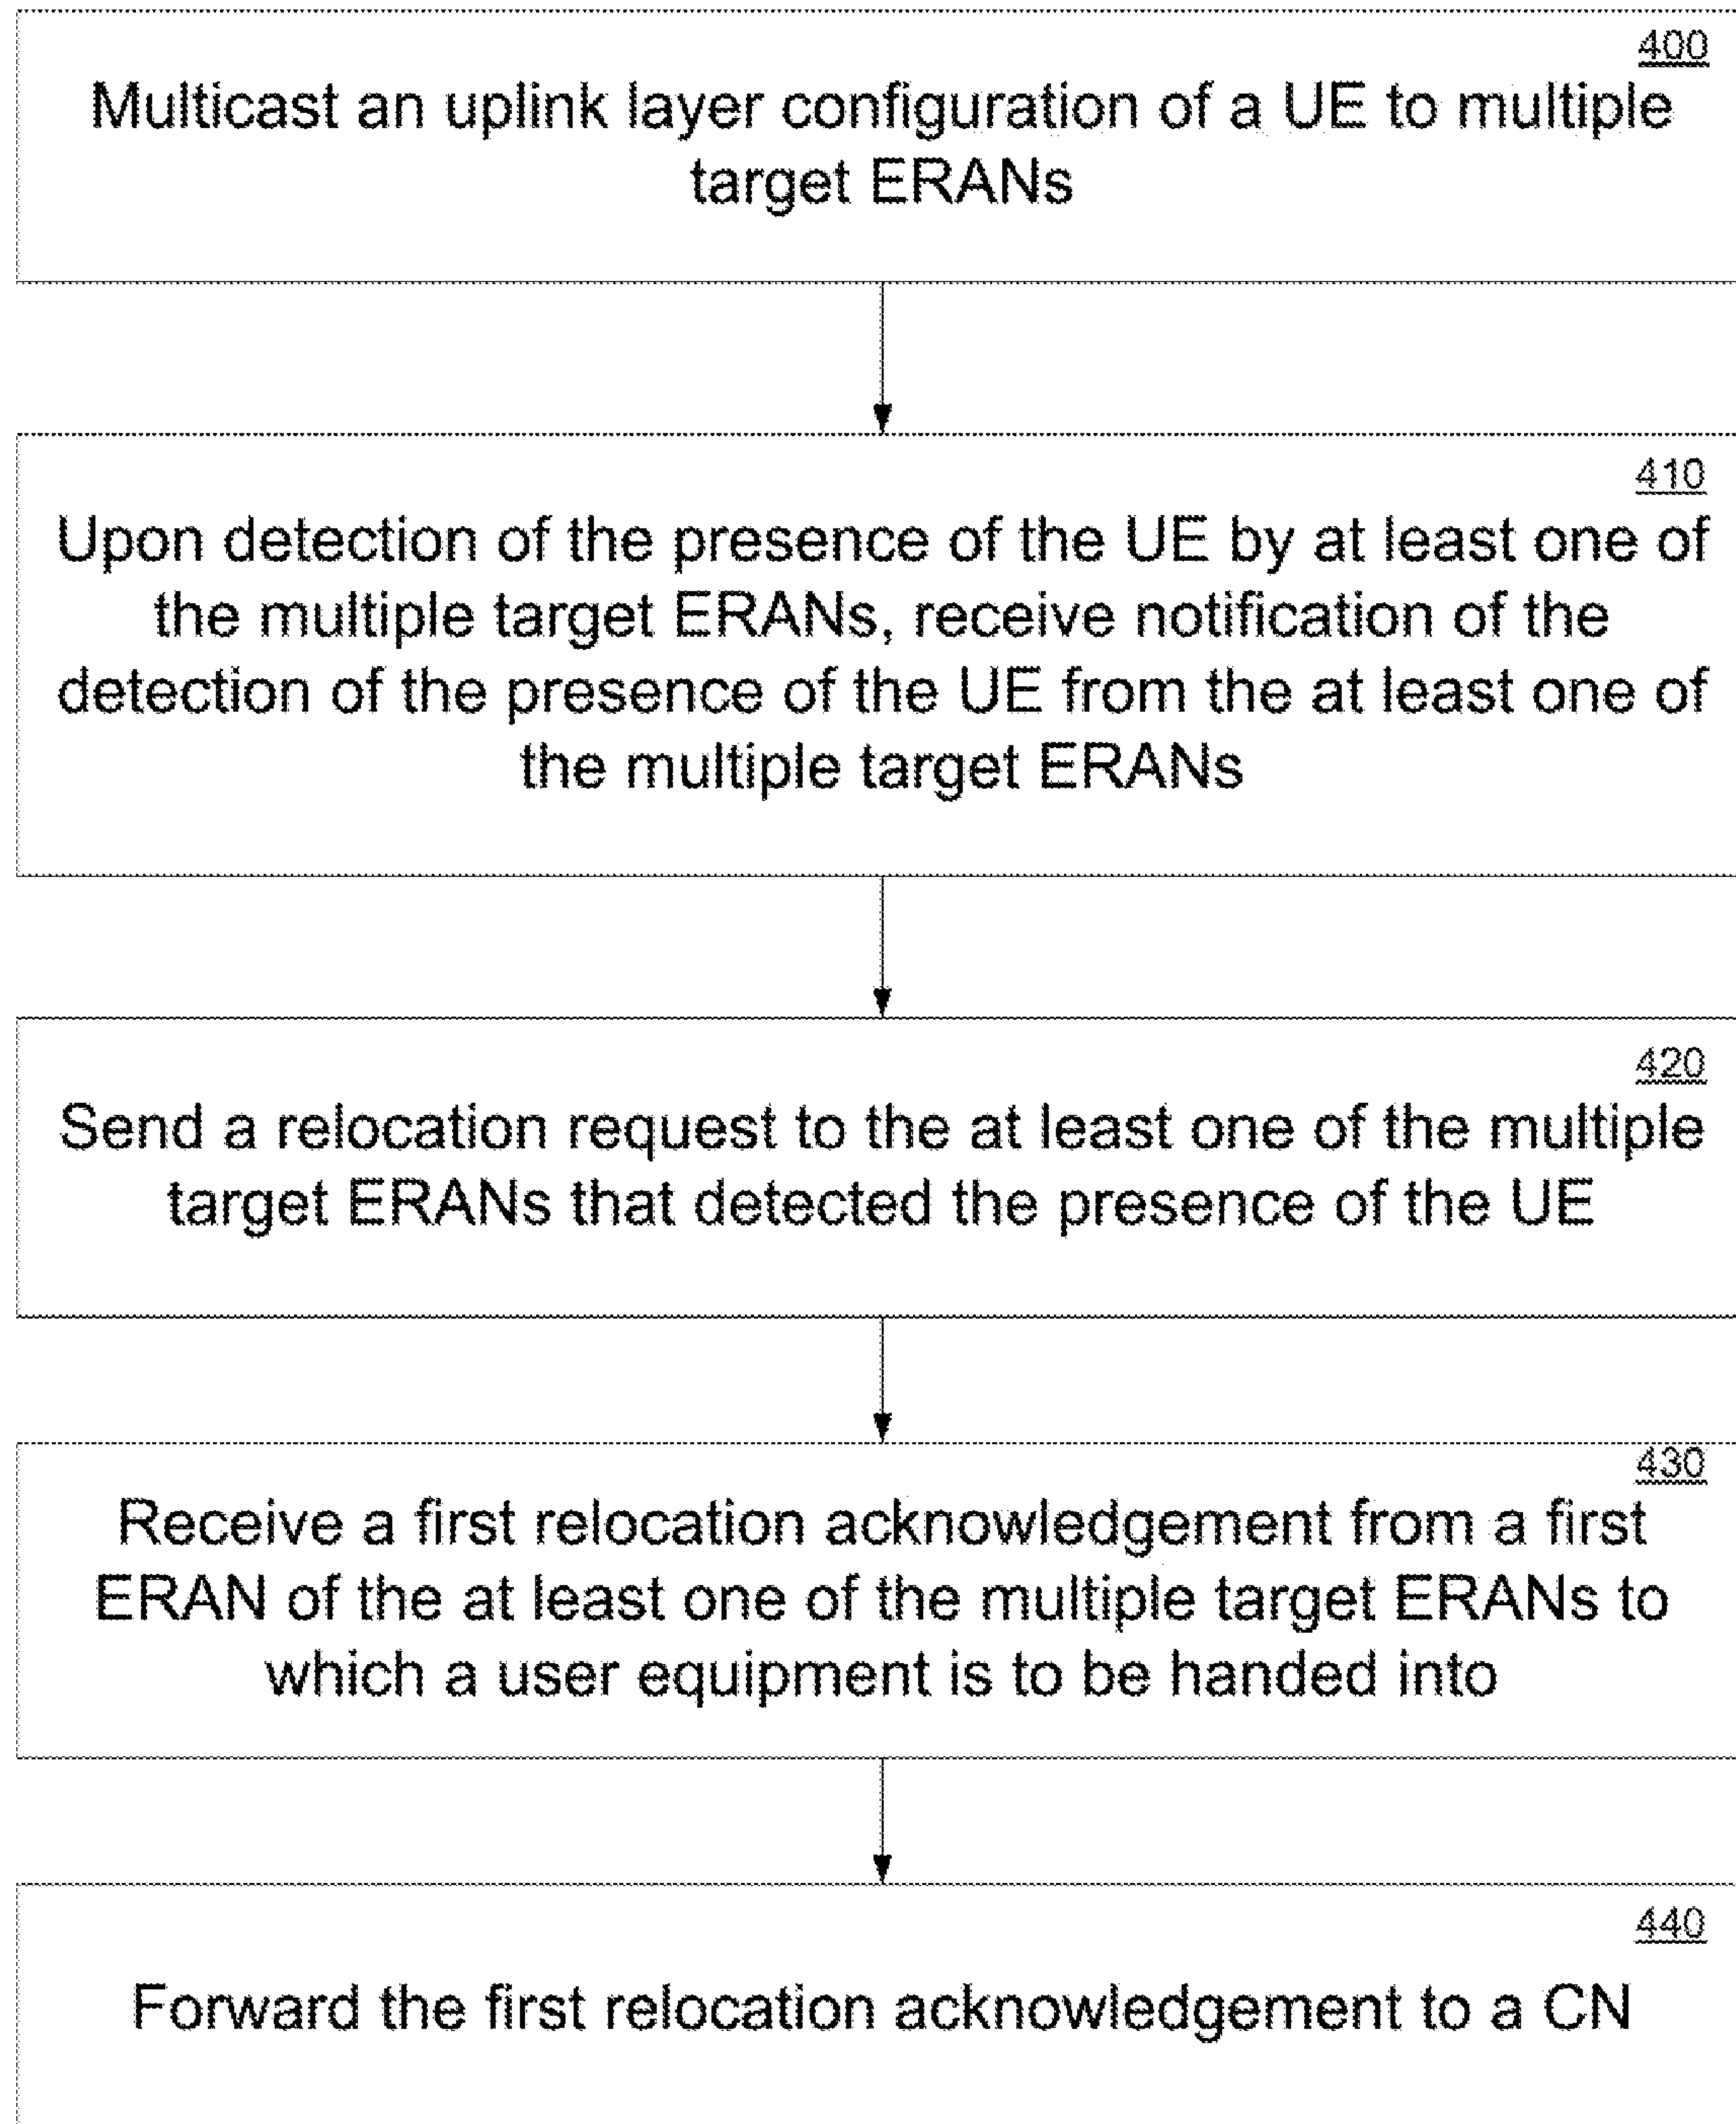 400
Multicast an uplink layer configuration of a UE to multiple
target ERANs
410
Upon detection of the presence of the UE by at least one of
the multiple target ERANs, receive notification of the
detection of the presence of the UE from the at least one of
the multiple target ERANs
420
Send a relocation request to the at least one of the multiple
target ERANs that detected the presence of the UE
430
Receive a first relocation acknowledgement from a first
ERAN of the at least one of the multiple target ERANs to
which a user equipment is to be handed into
440
Forward the first relocation acknowledgement to a CN